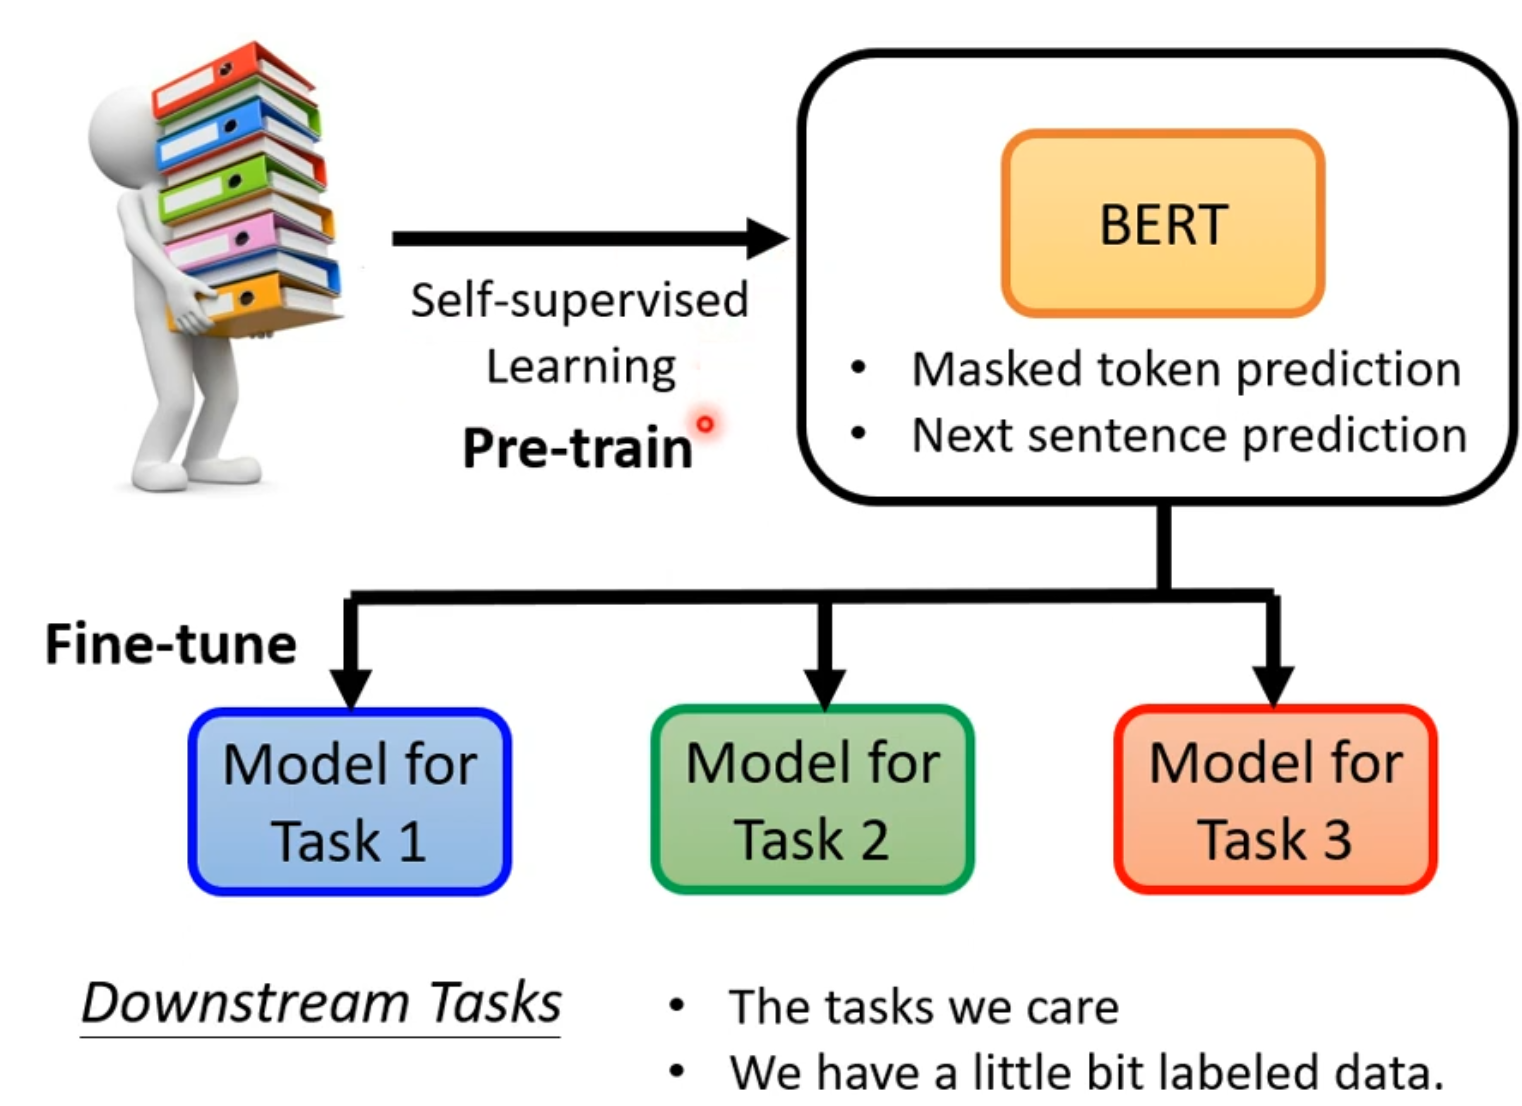 BERT
Self-supervised
Learning
Pre-train
• Masked token prediction
• Next sentence prediction
Fine-tune
Model for
Task 1
Model for
Task 2
Model for
Task 3
Downstream Tasks
• The tasks we care
• We have a little bit labeled data.